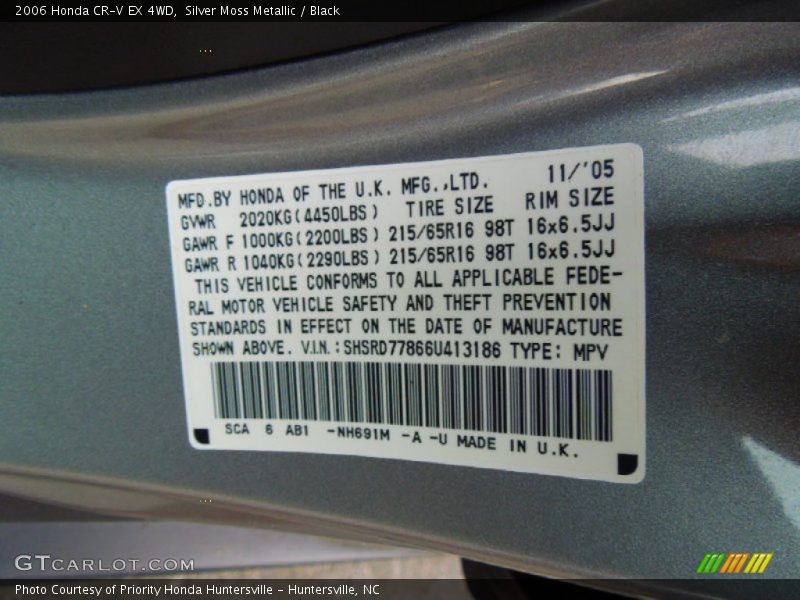 2006 Honda CR-V EX 4WD, Silver Moss Metallic / Black
MFD.BY HONDA OF THE U.K. MFG.,LTD. 11/'05
GVWR 2020KG(4450LBS) TIRE SIZE RIM SIZE
GAWR F 1000KG(2200LBS) 215/65R16 98T 16x6.5JJ
GAWR R 1040KG(2290LBS) 215/65R16 98T 16x6.5JJ
THIS VEHICLE CONFORMS TO ALL APPLICABLE FEDE-
RAL MOTOR VEHICLE SAFETY AND THEFT PREVENTION
STANDARDS IN EFFECT ON THE DATE OF MANUFACTURE
SHOWN ABOVE. V.I.N.:SHSRD77866U413186 TYPE: MPV
SCA 6 AB1 -NH691M -A -U MADE IN U.K.
GTCARLOT.COM
Photo Courtesy of Priority Honda Huntersville - Huntersville, NC